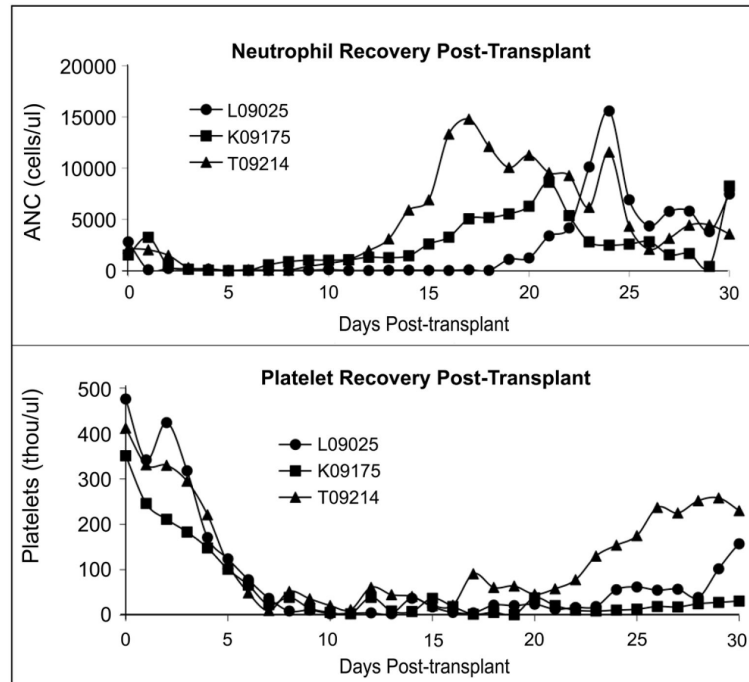 Neutrophil Recovery Post-Transplant
20000
15000
10000
5000
0
ANC (cells/ul)
L09025
K09175
T09214
0 5 10 15 20 25 30
Days Post-transplant
Platelet Recovery Post-Transplant
500
400
300
200
100
0
Platelets (thou/ul)
L09025
K09175
T09214
0 5 10 15 20 25 30
Days Post-transplant